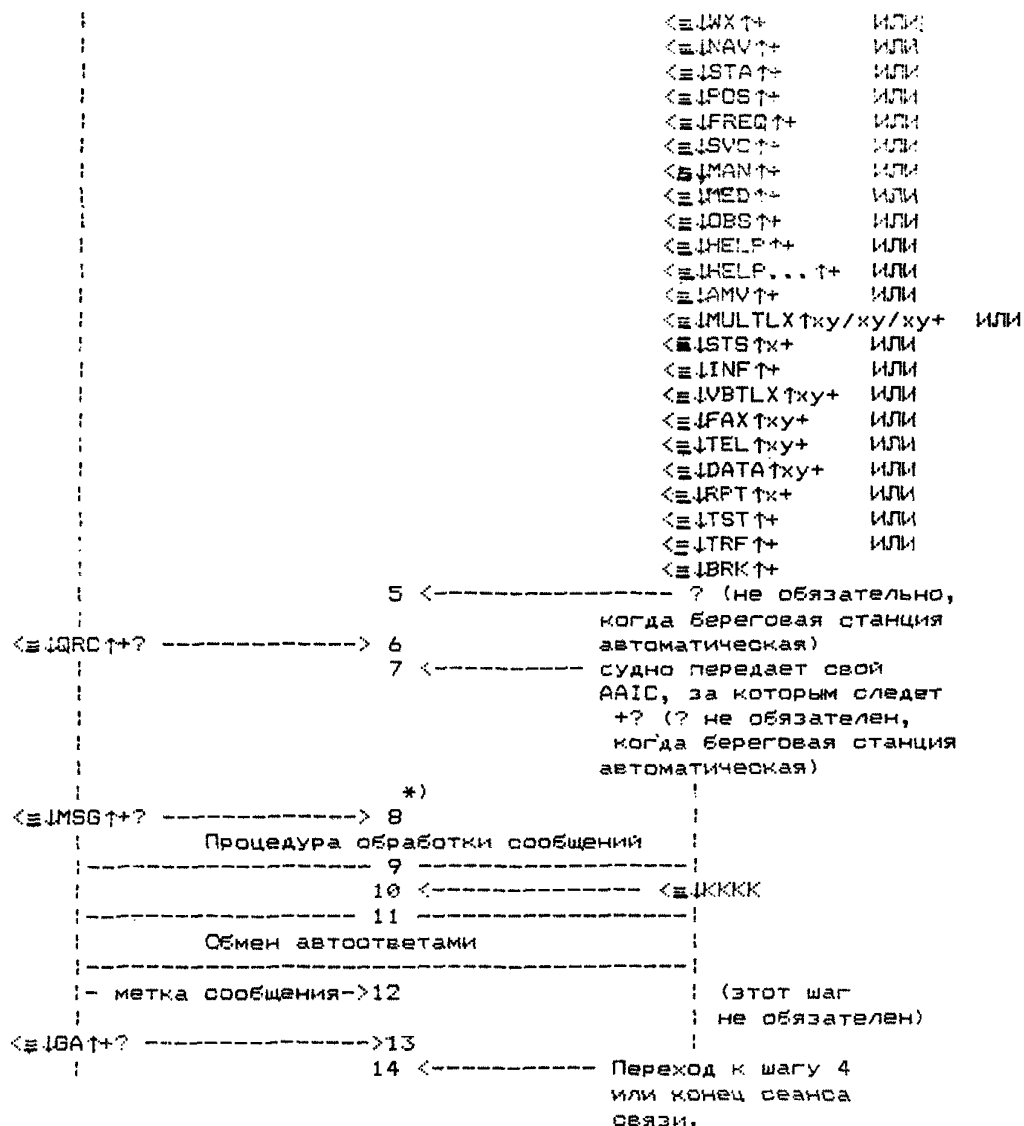 <≡↓WX↑+ ИЛИ
<≡↓NAV↑+ ИЛИ
<≡↓STA↑+ ИЛИ
<≡↓POS↑+ ИЛИ
<≡↓FREQ↑+ ИЛИ
<≡↓SVC↑+ ИЛИ
<≡↓MAN↑+ ИЛИ
<≡↓MED↑+ ИЛИ
<≡↓OBS↑+ ИЛИ
<≡↓HELP↑+ ИЛИ
<≡↓HELP...↑+ ИЛИ
<≡↓AMV↑+ ИЛИ
<≡↓MULTLX↑xy/xy/xy+ ИЛИ
<≡↓STS↑x+ ИЛИ
<≡↓INF↑+ ИЛИ
<≡↓VBTLX↑xy+ ИЛИ
<≡↓FAX↑xy+ ИЛИ
<≡↓TEL↑xy+ ИЛИ
<≡↓DATA↑xy+ ИЛИ
<≡↓RPT↑x+ ИЛИ
<≡↓TST↑+ ИЛИ
<≡↓TRF↑+ ИЛИ
<≡↓BRK↑+
5 <---------------- ? (не обязательно,
когда береговая станция
<≡↓QRC↑+? --------------> 6 автоматическая)
7 <---------- судно передает свой
AAIC, за которым следет
+? (? не обязателен,
когда береговая станция
автоматическая)
*)
<≡↓MSG↑+? --------------> 8
Процедура обработки сообщений
------------------- 9 -----------------
10 <------------- <≡↓KKKK
------------------ 11 -----------------
Обмен автоответами
- метка сообщения->12 (этот шаг
не обязателен)
<≡↓GA↑+? --------------->13
14 <----------- Переход к шагу 4
или конец сеанса
связи.